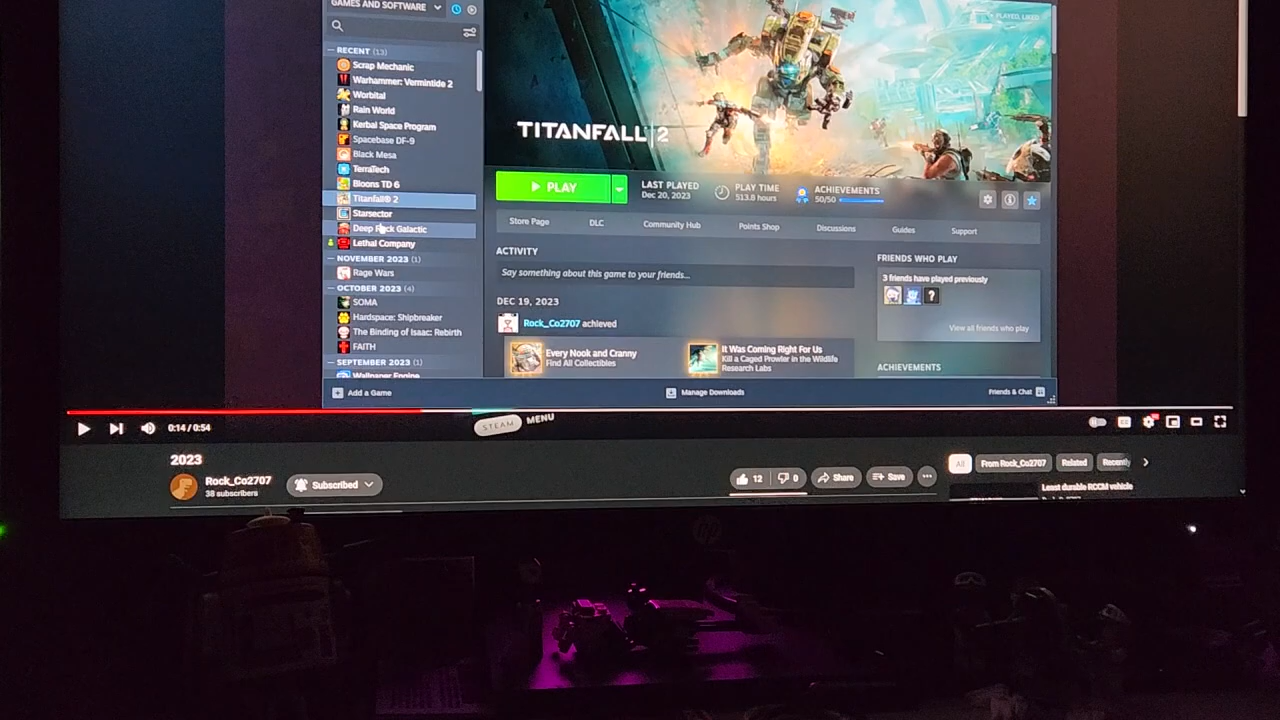 GAMES AND SOFTWARE
RECENT (13)
Scrap Mechanic
Warhammer: Vermintide 2
Worbital
Rain World
Kerbal Space Program
Spacebase DF-9
Black Mesa
TerraTech
Bloons TD 6
Titanfall® 2
Starsector
Deep Rock Galactic
Lethal Company
NOVEMBER 2023 (1)
Rage Wars
OCTOBER 2023 (4)
SOMA
Hardspace: Shipbreaker
The Binding of Isaac: Rebirth
FAITH
SEPTEMBER 2023 (1)
Wallpaper Engine
Add a Game
PLAYED, LIKED
TITANFALL 2
PLAY
LAST PLAYED
Dec 20, 2023
PLAY TIME
513.8 hours
ACHIEVEMENTS
50/50
Store Page
DLC
Community Hub
Points Shop
Discussions
Guides
Support
ACTIVITY
Say something about this game to your friends...
DEC 19, 2023
Rock_Co2707 achieved
Every Nook and Cranny
Find All Collectibles
It Was Coming Right For Us
Kill a Caged Prowler in the Wildlife
Research Labs
FRIENDS WHO PLAY
3 friends have played previously
?
View all friends who play
ACHIEVEMENTS
Manage Downloads
Friends & Chat
0:14 / 0:54
STEAM MENU
CC
2023
Rock_Co2707
38 subscribers
Subscribed
12
0
Share
Save
All
From Rock_Co2707
Related
Recently
Least durable RCCM vehicle
hp